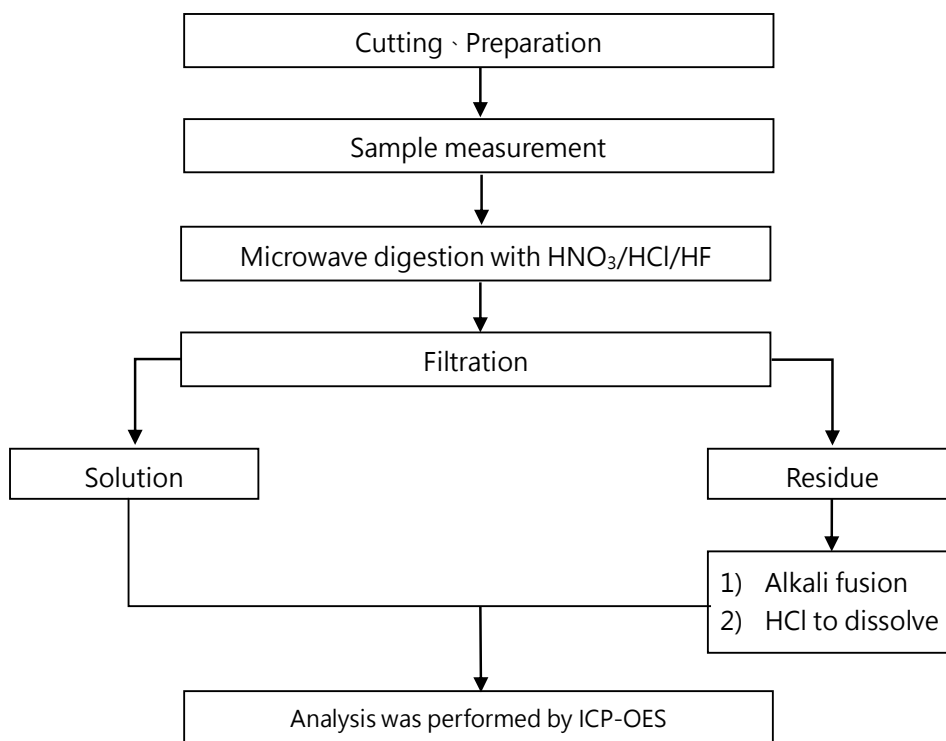 Cutting、Preparation
Sample measurement
Microwave digestion with HNO₃/HCl/HF
Filtration
Solution
Residue
1) Alkali fusion
2) HCl to dissolve
Analysis was performed by ICP-OES